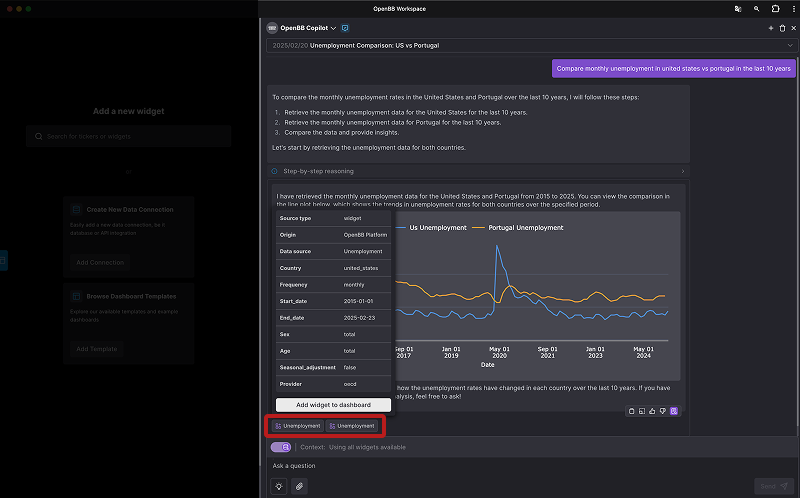 OpenBB Workspace
OpenBB Copilot
2025/02/20 Unemployment Comparison: US vs Portugal
Compare monthly unemployment in united states vs portugal in the last 10 years
To compare the monthly unemployment rates in the United States and Portugal over the last 10 years, I will follow these steps:
1. Retrieve the monthly unemployment data for the United States for the last 10 years.
2. Retrieve the monthly unemployment data for Portugal for the last 10 years.
3. Compare the data and provide insights.
Let's start by retrieving the unemployment data for both countries.
Step-by-step reasoning
I have retrieved the monthly unemployment data for the United States and Portugal from 2015 to 2025. You can view the comparison in
the line plot below, which shows the trends in unemployment rates for both countries over the specified period.
Source type widget
Origin OpenBB Platform
Data source Unemployment
Country united_states
Frequency monthly
Start_date 2015-01-01
End_date 2025-02-23
Sex total
Age total
Seasonal_adjustment false
Provider oecd
Add widget to dashboard
Us Unemployment Portugal Unemployment
Sep 01 Jan 01 May 01 Sep 01 Jan 01 May 01
2017 2019 2020 2021 2023 2024
Date
how the unemployment rates have changed in each country over the last 10 years. If you have
analysis, feel free to ask!
Unemployment Unemployment
Context: Using all widgets available
Ask a question
Send
Add a new widget
Search for tickers or widgets
or
Create New Data Connection
Easily add a new data connection, be it
database or API integration
Add Connection
Browse Dashboard Templates
Explore our available templates and example
dashboards
Add Template